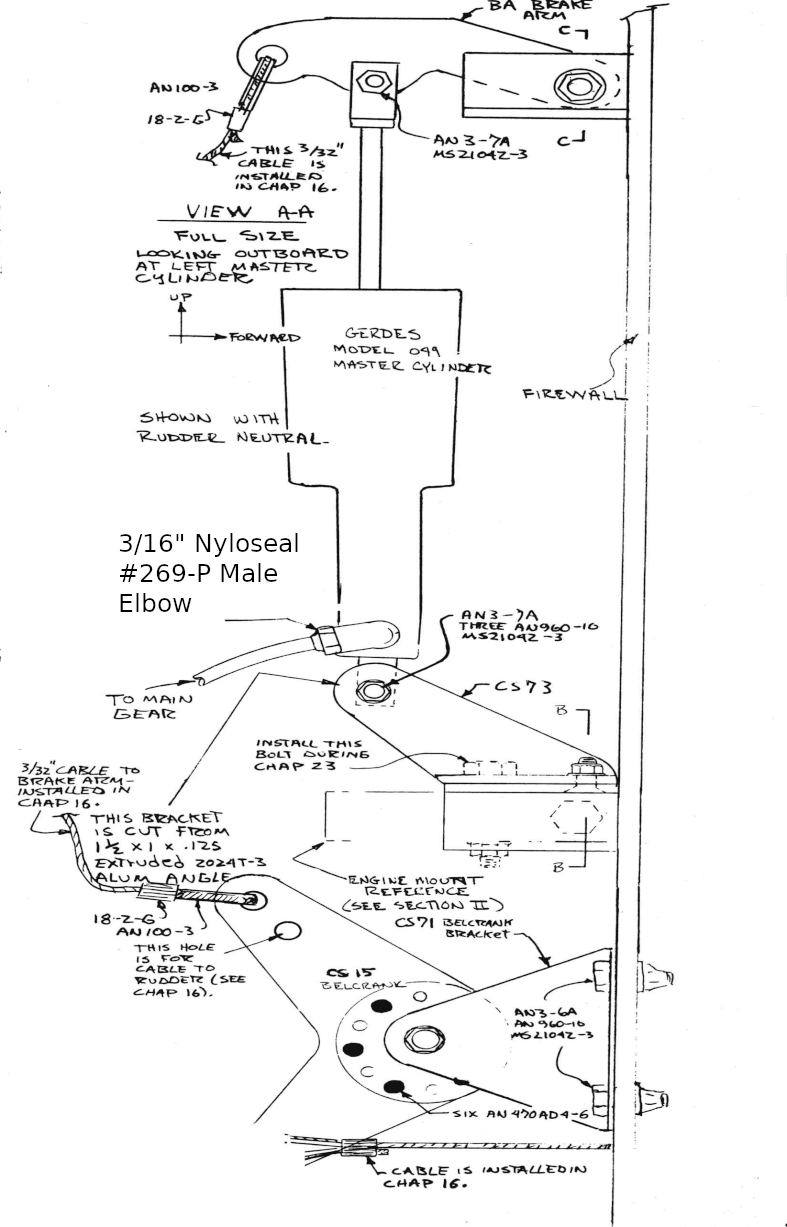 BA BRAKE
ARM
C
AN100-3
18-2-G
THIS 3/32"
CABLE IS
INSTALLED
IN CHAP 16.
AN3-7A
MS21042-3
C
VIEW A-A
FULL SIZE
LOOKING OUTBOARD
AT LEFT MASTER
CYLINDER
UP
FORWARD
GERDES
MODEL 099
MASTER CYLINDER
FIREWALL
SHOWN WITH
RUDDER NEUTRAL.
3/16" Nyloseal
#269-P Male
Elbow
AN3-7A
THREE AN960-10
MS21042-3
TO MAIN
GEAR
CS73
B
INSTALL THIS
BOLT DURING
CHAP 23
3/32" CABLE TO
BRAKE ARM-
INSTALLED IN
CHAP 16.
THIS BRACKET
IS CUT FROM
1½ X 1 X .125
EXTRUDED 2024T-3
ALUM ANGLE
B
ENGINE MOUNT
REFERENCE
(SEE SECTION II)
18-2-G
AN100-3
CS71 BELCRANK
BRACKET
THIS HOLE
IS FOR
CABLE TO
RUDDER (SEE
CHAP 16).
CS15
BELCRANK
AN3-6A
AN960-10
MS21042-3
SIX AN470AD4-6
CABLE IS INSTALLED IN
CHAP 16.